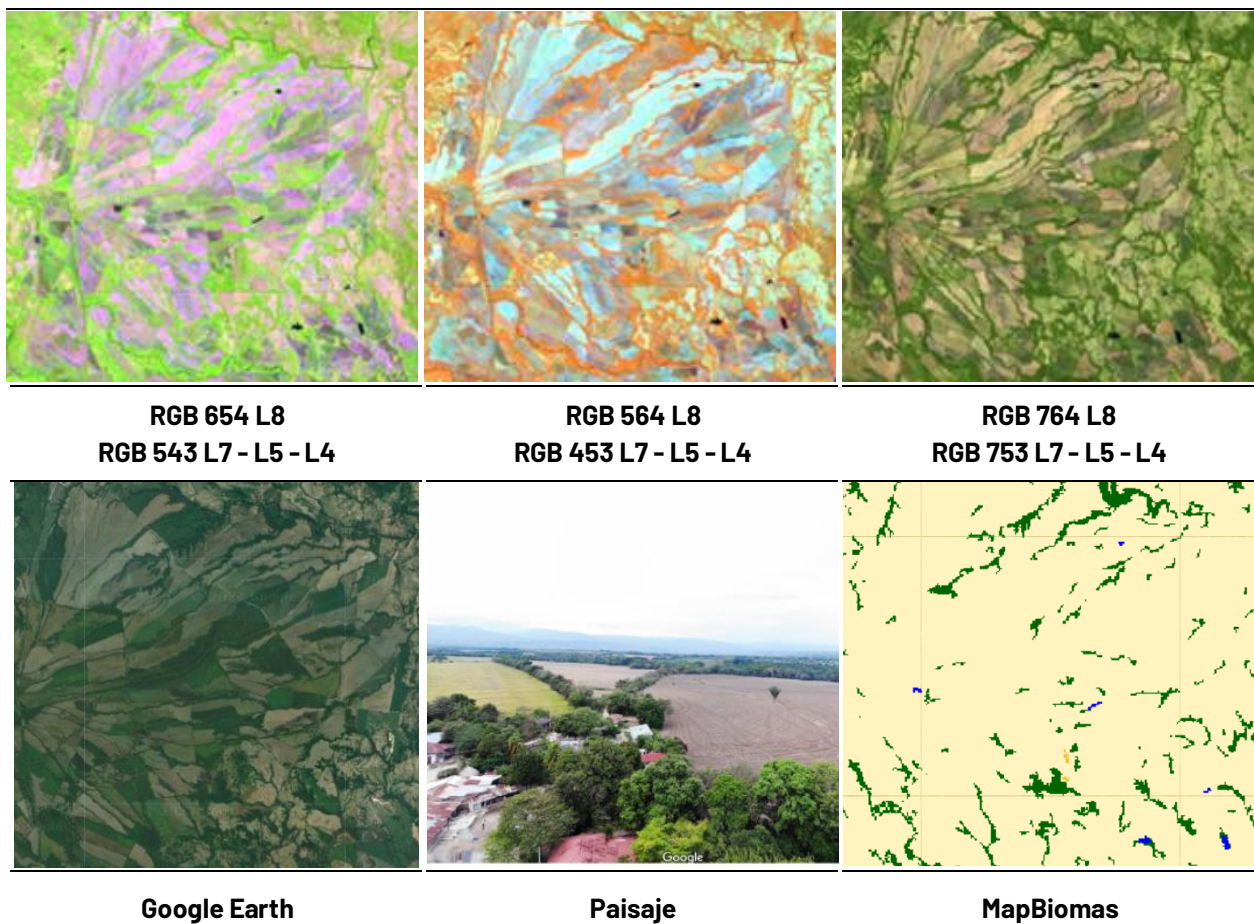 RGB 654 L8
RGB 543 L7 - L5 - L4
RGB 564 L8
RGB 453 L7 - L5 - L4
RGB 764 L8
RGB 753 L7 - L5 - L4
Google
Google Earth
Paisaje
MapBiomas